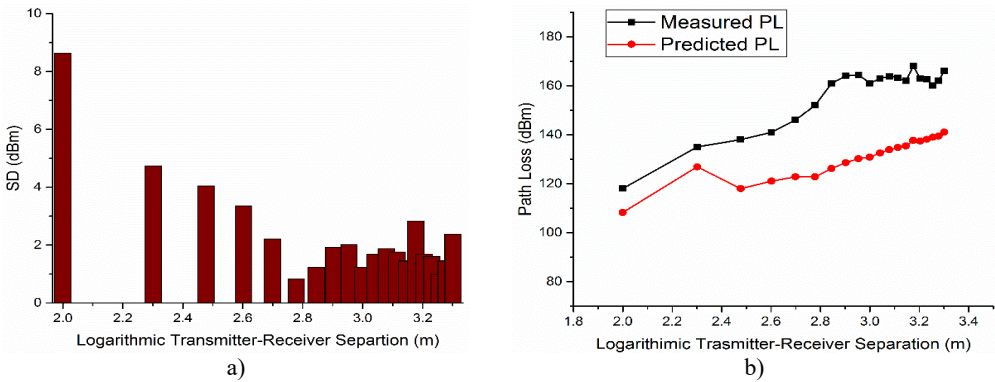 10
8
6
4
2
0
SD (dBm)
2.0 2.2 2.4 2.6 2.8 3.0 3.2
Logarithmic Transmitter-Receiver Separtion (m)
a)
Measured PL
Predicted PL
180
160
140
120
100
80
Path Loss (dBm)
1.8 2.0 2.2 2.4 2.6 2.8 3.0 3.2 3.4
Logarithimic Trasmitter-Receiver Separation (m)
b)